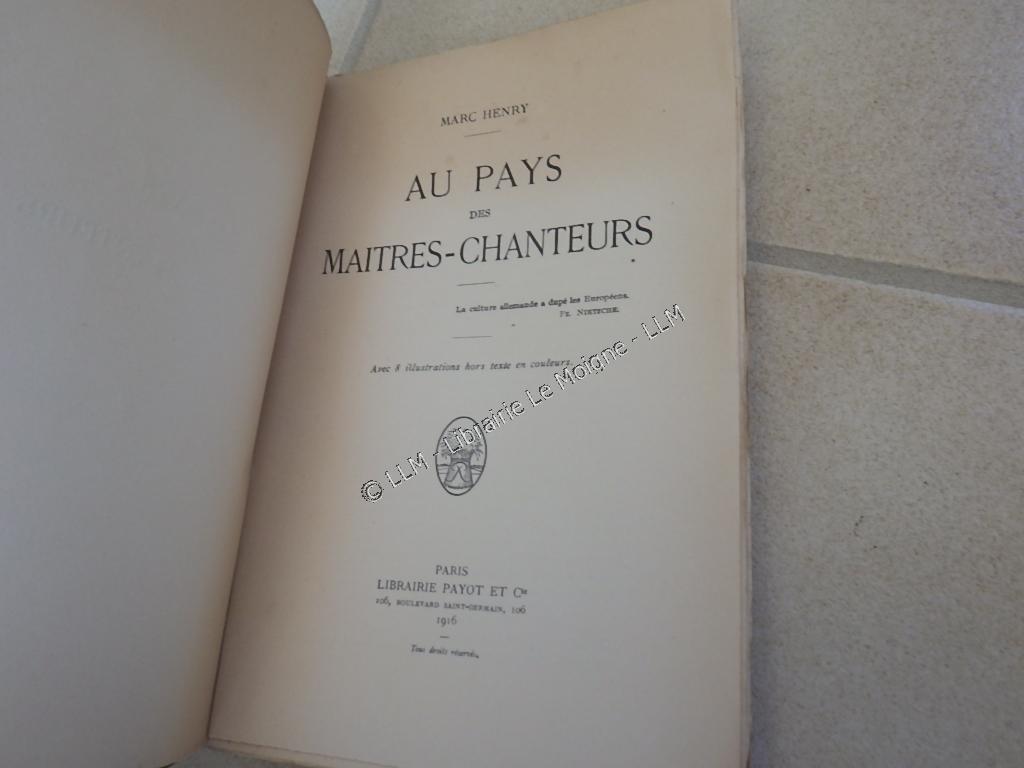 MARC HENRY
AU PAYS
DES
MAITRES-CHANTEURS
La culture allemande a dupé les Européens.
Fr. Nietsche.
Avec 8 illustrations hors texte en couleurs.
© LLM - Librairie Le Moigne - LLM
PARIS
LIBRAIRIE PAYOT ET Cie
106, BOULEVARD SAINT-GERMAIN, 106
1916
Tous droits réservés.